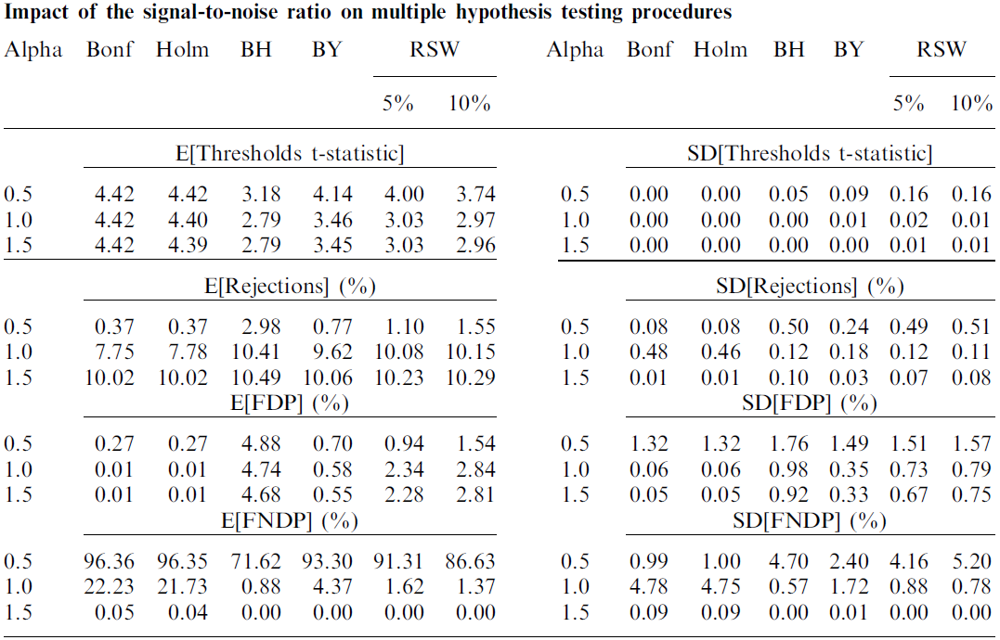 Impact of the signal-to-noise ratio on multiple hypothesis testing procedures
Alpha Bonf Holm BH BY RSW Alpha Bonf Holm BH BY RSW
5% 10% 5% 10%
E[Thresholds t-statistic] SD[Thresholds t-statistic]
0.5 4.42 4.42 3.18 4.14 4.00 3.74 0.5 0.00 0.00 0.05 0.09 0.16 0.16
1.0 4.42 4.40 2.79 3.46 3.03 2.97 1.0 0.00 0.00 0.00 0.01 0.02 0.01
1.5 4.42 4.39 2.79 3.45 3.03 2.96 1.5 0.00 0.00 0.00 0.00 0.01 0.01
E[Rejections] (%) SD[Rejections] (%)
0.5 0.37 0.37 2.98 0.77 1.10 1.55 0.5 0.08 0.08 0.50 0.24 0.49 0.51
1.0 7.75 7.78 10.41 9.62 10.08 10.15 1.0 0.48 0.46 0.12 0.18 0.12 0.11
1.5 10.02 10.02 10.49 10.06 10.23 10.29 1.5 0.01 0.01 0.10 0.03 0.07 0.08
E[FDP] (%) SD[FDP] (%)
0.5 0.27 0.27 4.88 0.70 0.94 1.54 0.5 1.32 1.32 1.76 1.49 1.51 1.57
1.0 0.01 0.01 4.74 0.58 2.34 2.84 1.0 0.06 0.06 0.98 0.35 0.73 0.79
1.5 0.01 0.01 4.68 0.55 2.28 2.81 1.5 0.05 0.05 0.92 0.33 0.67 0.75
E[FNDP] (%) SD[FNDP] (%)
0.5 96.36 96.35 71.62 93.30 91.31 86.63 0.5 0.99 1.00 4.70 2.40 4.16 5.20
1.0 22.23 21.73 0.88 4.37 1.62 1.37 1.0 4.78 4.75 0.57 1.72 0.88 0.78
1.5 0.05 0.04 0.00 0.00 0.00 0.00 1.5 0.09 0.09 0.00 0.01 0.00 0.00